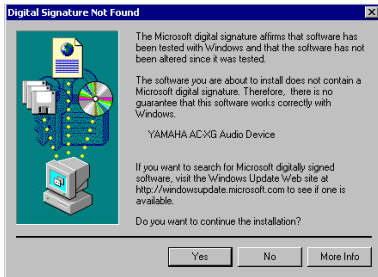 Digital Signature Not Found
The Microsoft digital signature affirms that software has
been tested with Windows and that the software has not
been altered since it was tested.
The software you are about to install does not contain a
Microsoft digital signature. Therefore, there is no
guarantee that this software works correctly with
Windows.
YAMAHA AC-XG Audio Device
If you want to search for Microsoft digitally signed
software, visit the Windows Update Web site at
http://windowsupdate.microsoft.com to see if one is
available.
Do you want to continue the installation?
Yes No More Info